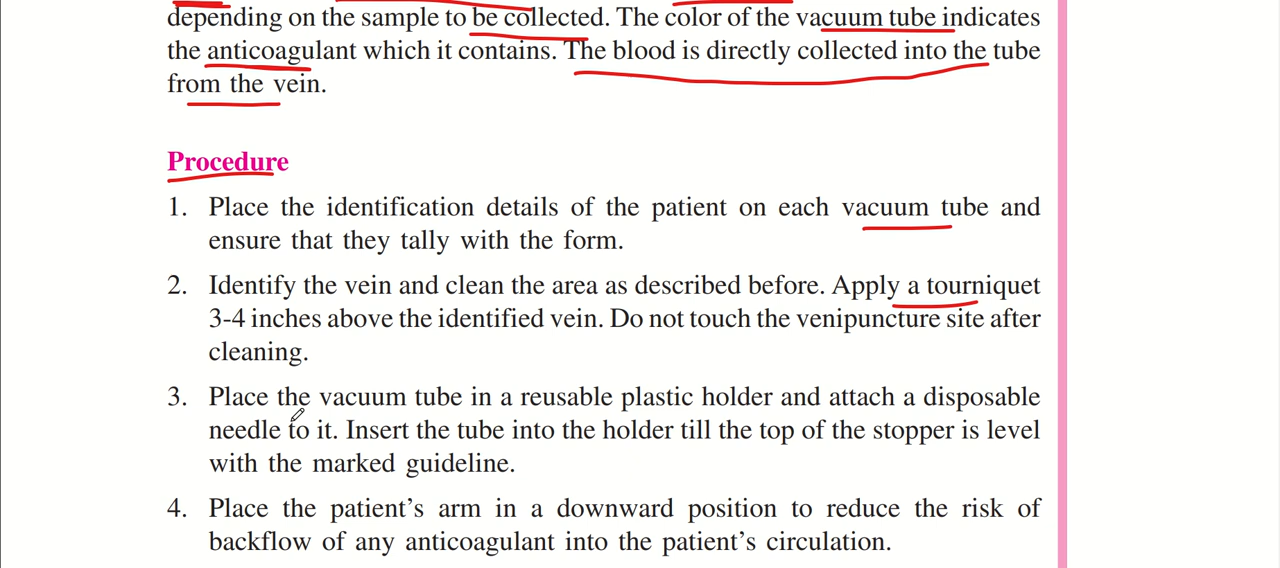 depending on the sample to be collected. The color of the vacuum tube indicates
the anticoagulant which it contains. The blood is directly collected into the tube
from the vein.
Procedure
1. Place the identification details of the patient on each vacuum tube and
ensure that they tally with the form.
2. Identify the vein and clean the area as described before. Apply a tourniquet
3-4 inches above the identified vein. Do not touch the venipuncture site after
cleaning.
3. Place the vacuum tube in a reusable plastic holder and attach a disposable
needle to it. Insert the tube into the holder till the top of the stopper is level
with the marked guideline.
4. Place the patient's arm in a downward position to reduce the risk of
backflow of any anticoagulant into the patient's circulation.